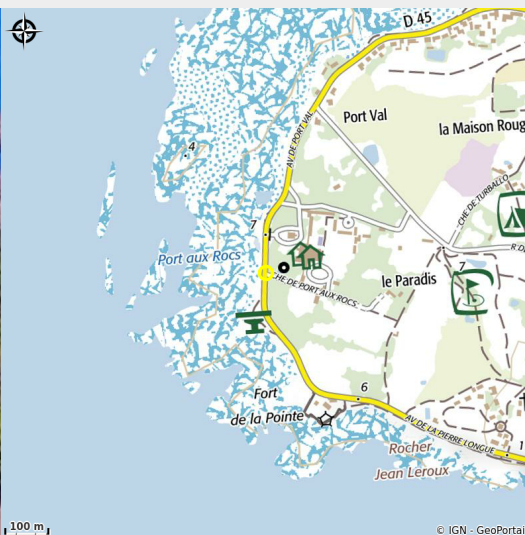 D 45
Port Val
la Maison Roug
AV DE PORT VAL
4
CHE DE TURBALLO
7
Port aux Rocs
R D
le Paradis
7
CHE DE PORT AUX ROCS
6
Fort
de la Pointe
AV DE LA PIERRE LONGUE
Rocher
Jean Leroux
1
100 m
© IGN - GeoPortai